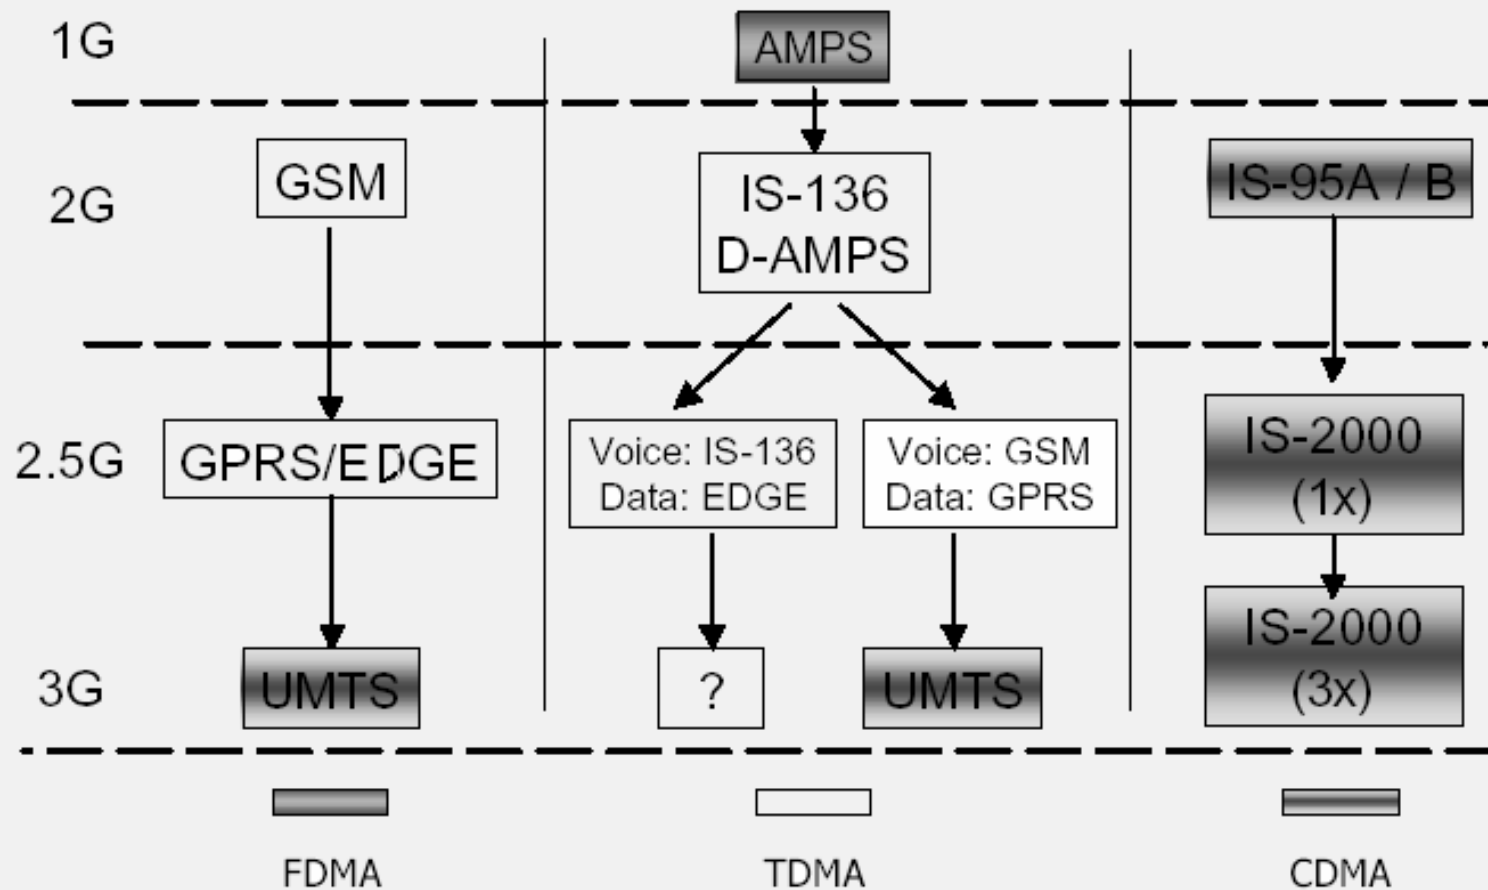 1G
AMPS
2G
GSM
IS-136
D-AMPS
IS-95A / B
2.5G
GPRS/EDGE
Voice: IS-136
Data: EDGE
Voice: GSM
Data: GPRS
IS-2000
(1x)
3G
UMTS
?
UMTS
IS-2000
(3x)
FDMA
TDMA
CDMA